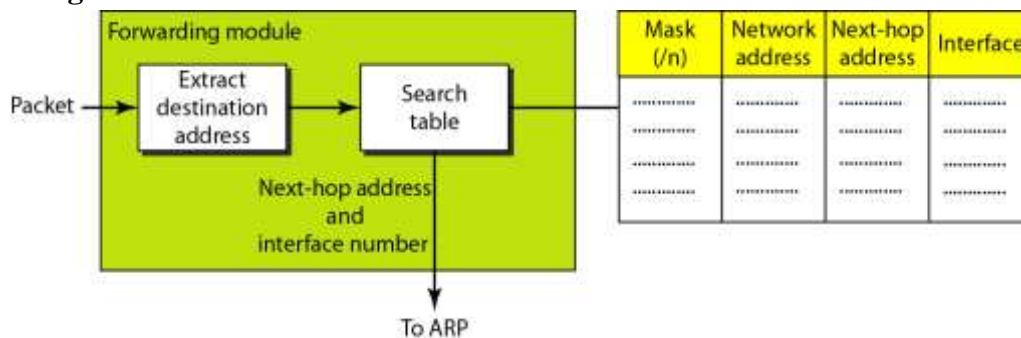 Forwarding module
Packet
Extract
destination
address
Search
table
Next-hop address
and
interface number
To ARP
Mask
(/n)
Network
address
Next-hop
address
Interface